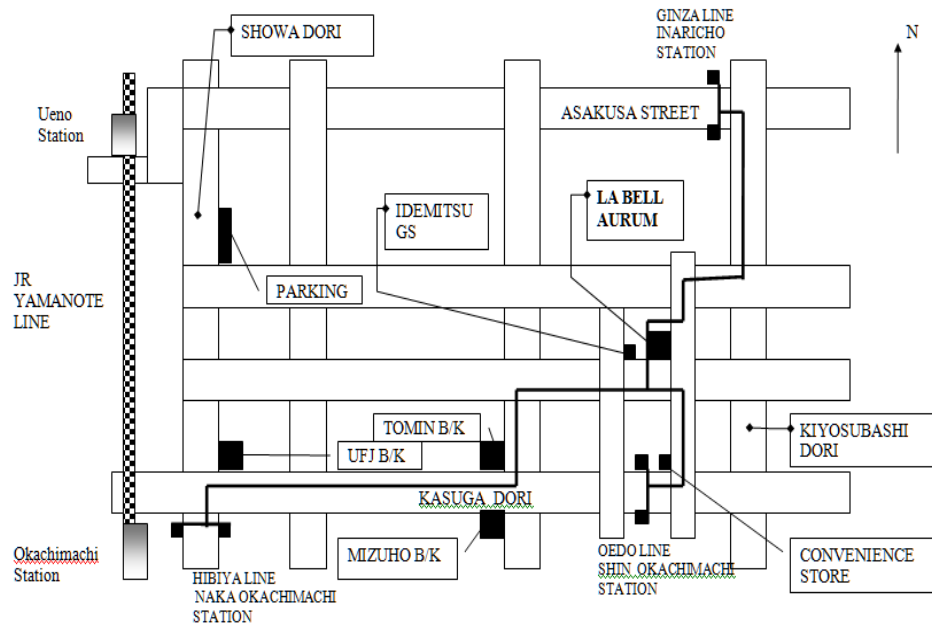 GINZA LINE
INARICHO
STATION
SHOWA DORI
N
Ueno
Station
ASAKUSA STREET
IDEMITSU
GS
LA BELL
AURUM
JR
YAMANOTE
LINE
PARKING
TOMIN B/K
UFJ B/K
KIYOSUBASHI
DORI
KASUGA DORI
MIZUHO B/K
Okachimachi
Station
OEDO LINE
SHIN OKACHIMACHI
STATION
CONVENIENCE
STORE
HIBIYA LINE
NAKA OKACHIMACHI
STATION